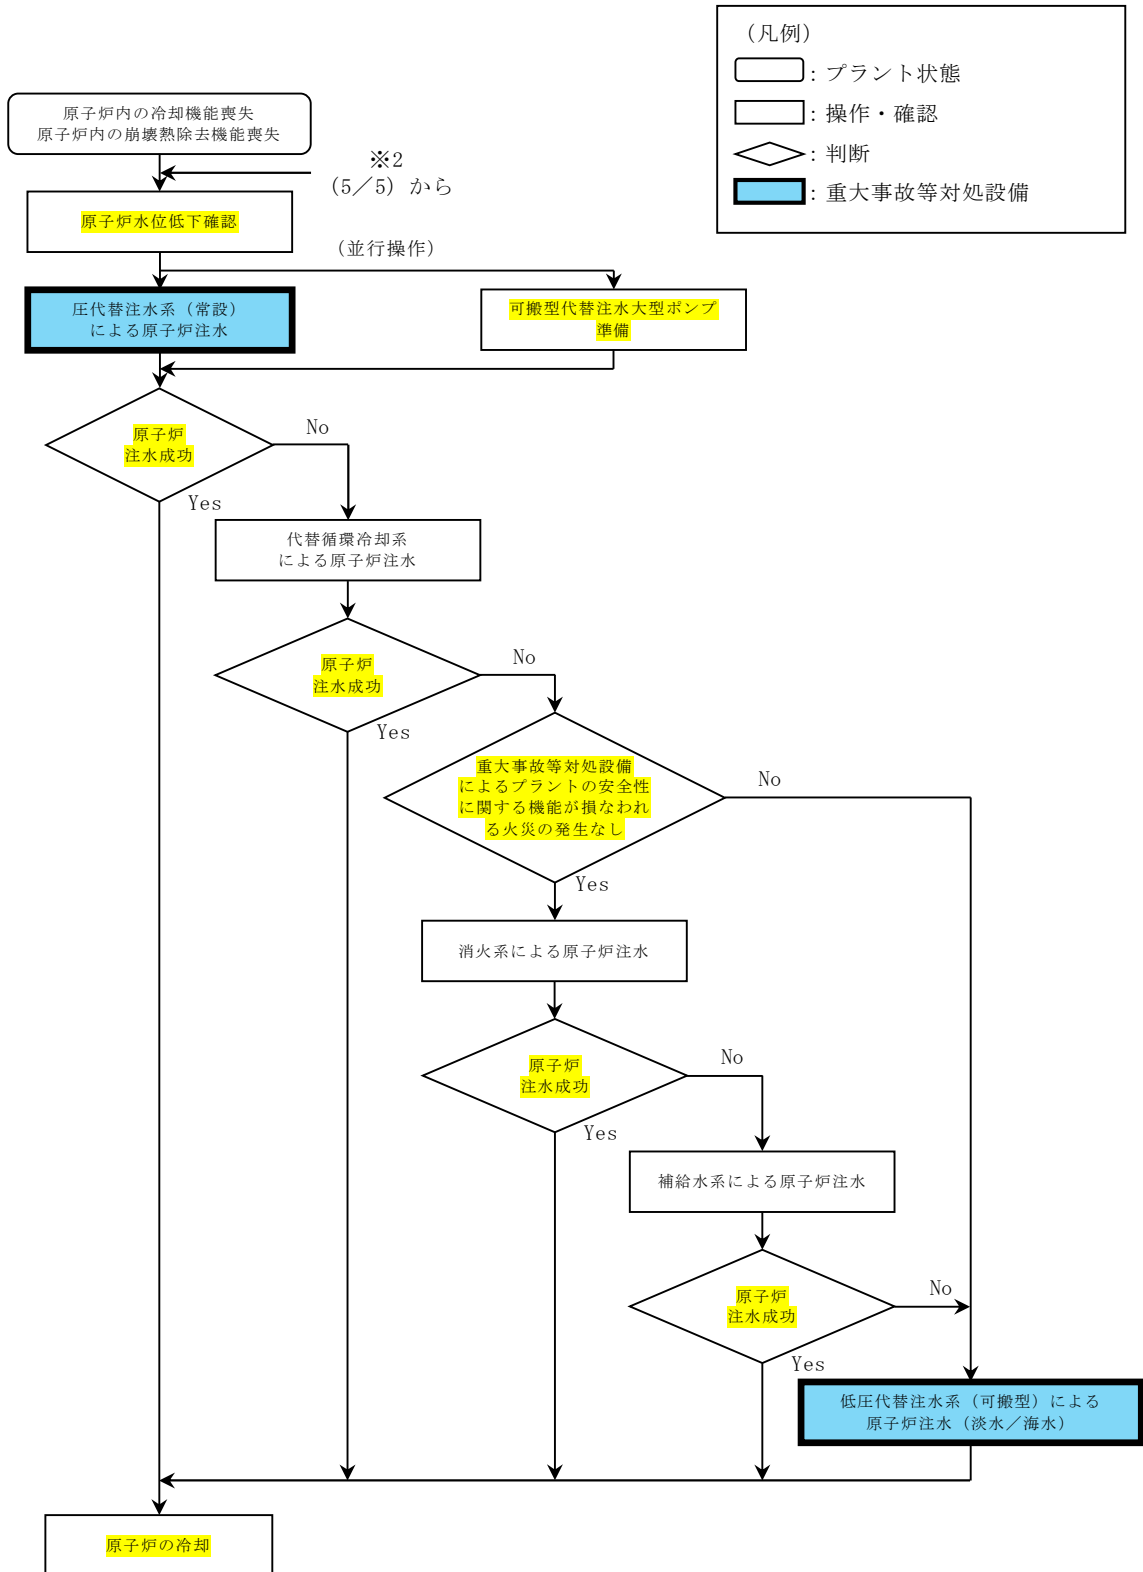 (凡例)
：プラント状態
：操作・確認
：判断
：重大事故等対処設備
原子炉内の冷却機能喪失
原子炉内の崩壊熱除去機能喪失
※2
(5／5) から
原子炉水位低下確認
(並行操作)
圧代替注水系（常設）
による原子炉注水
可搬型代替注水大型ポンプ
準備
原子炉
注水成功
No
Yes
代替循環冷却系
による原子炉注水
原子炉
注水成功
No
Yes
重大事故等対処設備
によるプラントの安全性
に関する機能が損なわれ
る火災の発生なし
No
Yes
消火系による原子炉注水
原子炉
注水成功
No
Yes
補給水系による原子炉注水
原子炉
注水成功
No
Yes
低圧代替注水系（可搬型）による
原子炉注水（淡水／海水）
原子炉の冷却